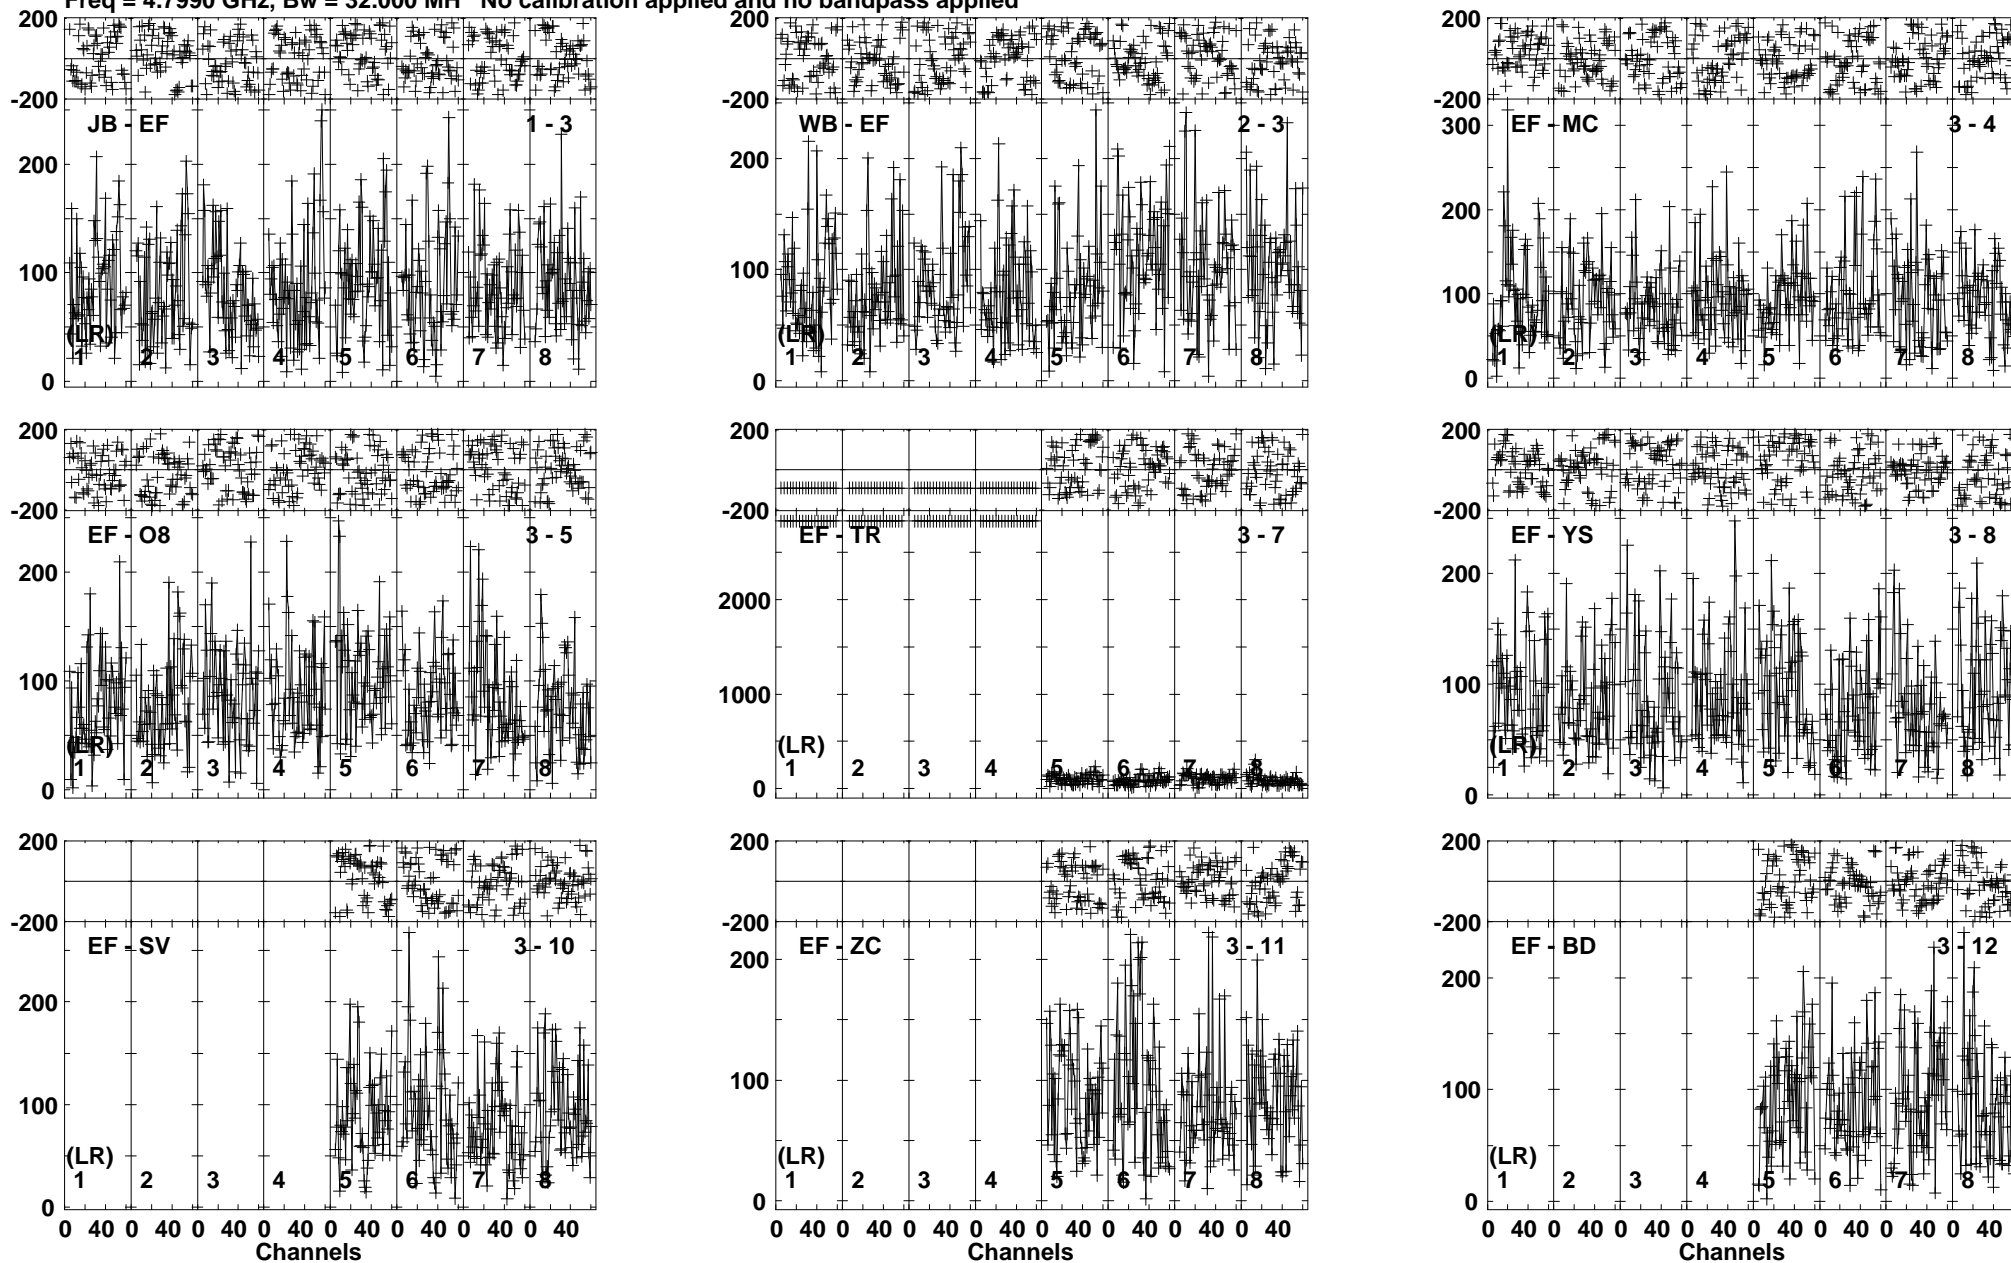 Freq = 4.7990 GHz, Bw = 32.000 MH No calibration applied and no bandpass applied
200 200 200
-200 -200 -200
JB - EF 1 - 3 WB - EF 2 - 3 EF - MC 3 - 4
300
200 200 200
100 100 100
(LR) (LR) (LR)
1 2 3 4 5 6 7 8 1 2 3 4 5 6 7 8 1 2 3 4 5 6 7 8
0 0 0
200 200 200
-200 -200 -200
EF - O8 3 - 5 EF - TR 3 - 7 EF - YS 3 - 8
200 2000 200
100 1000 100
(LR) (LR) (LR)
1 2 3 4 5 6 7 8 1 2 3 4 5 6 7 8 1 2 3 4 5 6 7 8
0 0 0
200 200 200
-200 -200 -200
EF - SV 3 - 10 EF - ZC 3 - 11 EF - BD 3 - 12
200 200 200
100 100 100
(LR) (LR) (LR)
1 2 3 4 5 6 7 8 1 2 3 4 5 6 7 8 1 2 3 4 5 6 7 8
0 0 0
0 40 0 40 0 40 0 40 0 40 0 40 0 40 0 40 0 40 0 40 0 40 0 40 0 40 0 40 0 40 0 40 0 40 0 40 0 40 0 40 0 40 0 40 0 40 0 40
Channels Channels Channels